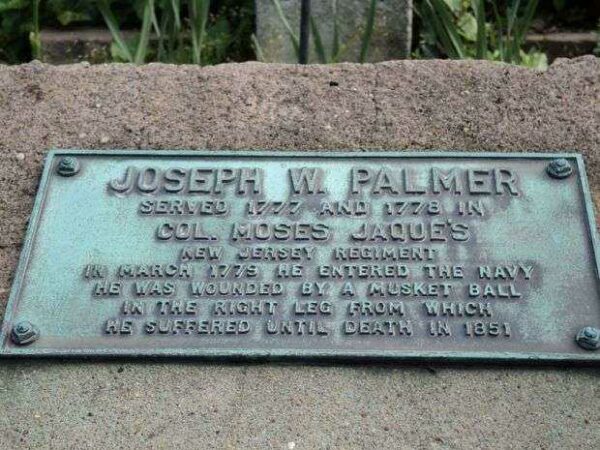 JOSEPH W. PALMER
SERVED 1777 AND 1778 IN
COL. MOSES JAQUE'S
NEW JERSEY REGIMENT
IN MARCH 1779 HE ENTERED THE NAVY
HE WAS WOUNDED BY A MUSKET BALL
IN THE RIGHT LEG FROM WHICH
HE SUFFERED UNTIL DEATH IN 1851